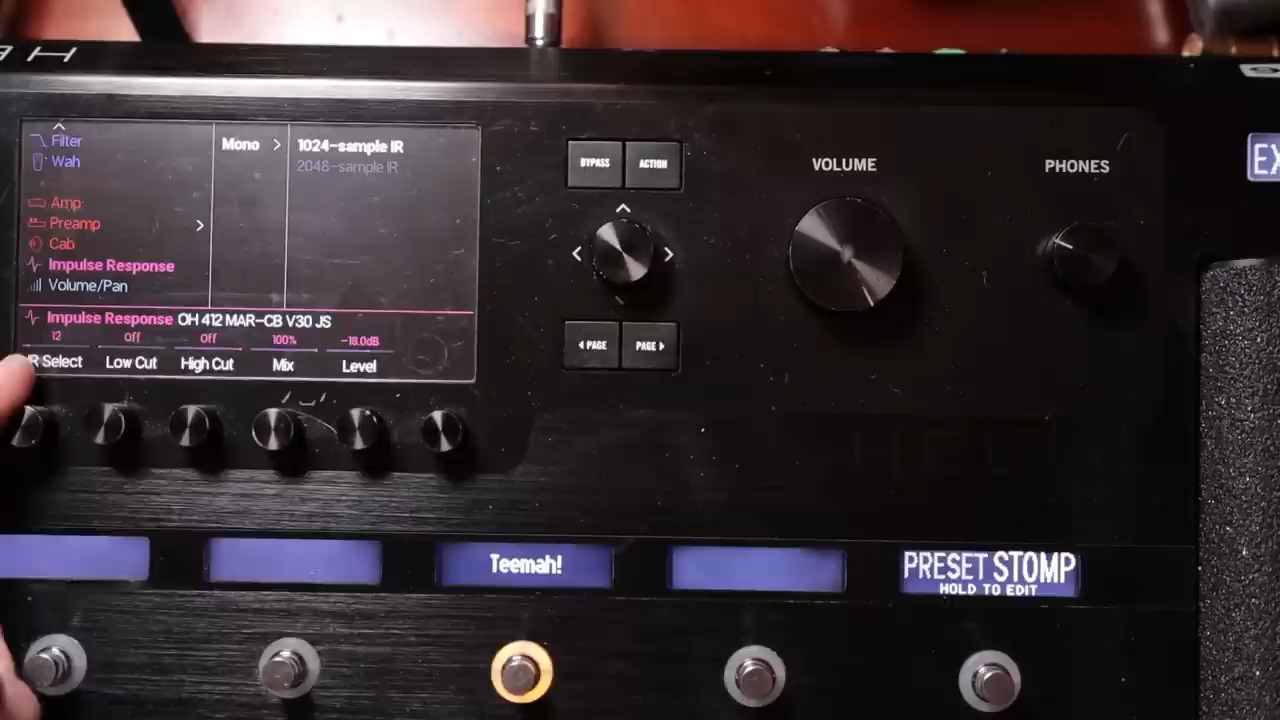 Filter
Wah
Amp
Preamp
Cab
Impulse Response
Volume/Pan
Mono
1024-sample IR
2048-sample IR
Impulse Response OH 412 MAR-CB V30 JS
12 Off Off 100% -18.0dB
IR Select Low Cut High Cut Mix Level
BYPASS ACTION
PAGE PAGE
VOLUME
PHONES
EX
Teemah!
PRESET STOMP
HOLD TO EDIT